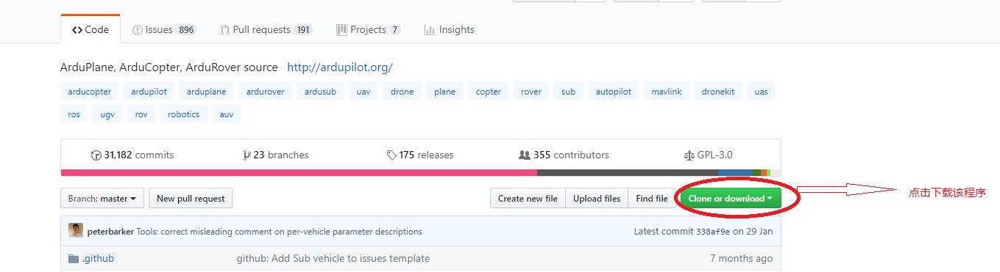 Code Issues 896 Pull requests 191 Projects 7 Insights
ArduPlane, ArduCopter, ArduRover source http://ardupilot.org/
arducopter ardupilot arduplane ardurover ardusub uav drone plane copter rover sub autopilot mavlink dronekit uas
ros ugv rov robotics auv
31,182 commits 23 branches 175 releases 355 contributors GPL-3.0
Branch: master New pull request Create new file Upload files Find file Clone or download 点击下载该程序
peterbarker Tools: correct misleading comment on per-vehicle parameter descriptions Latest commit 338af9e on 29 Jan
.github github: Add Sub vehicle to issues template 7 months ago